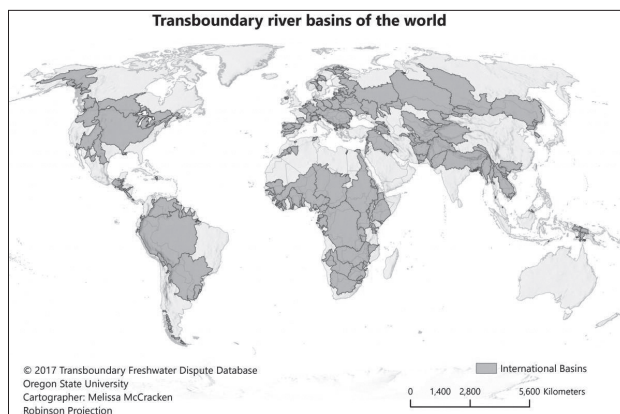 Transboundary river basins of the world
© 2017 Transboundary Freshwater Dispute Database
Oregon State University
Cartographer: Melissa McCracken
Robinson Projection
International Basins
0 1,400 2,800 5,600 Kilometers